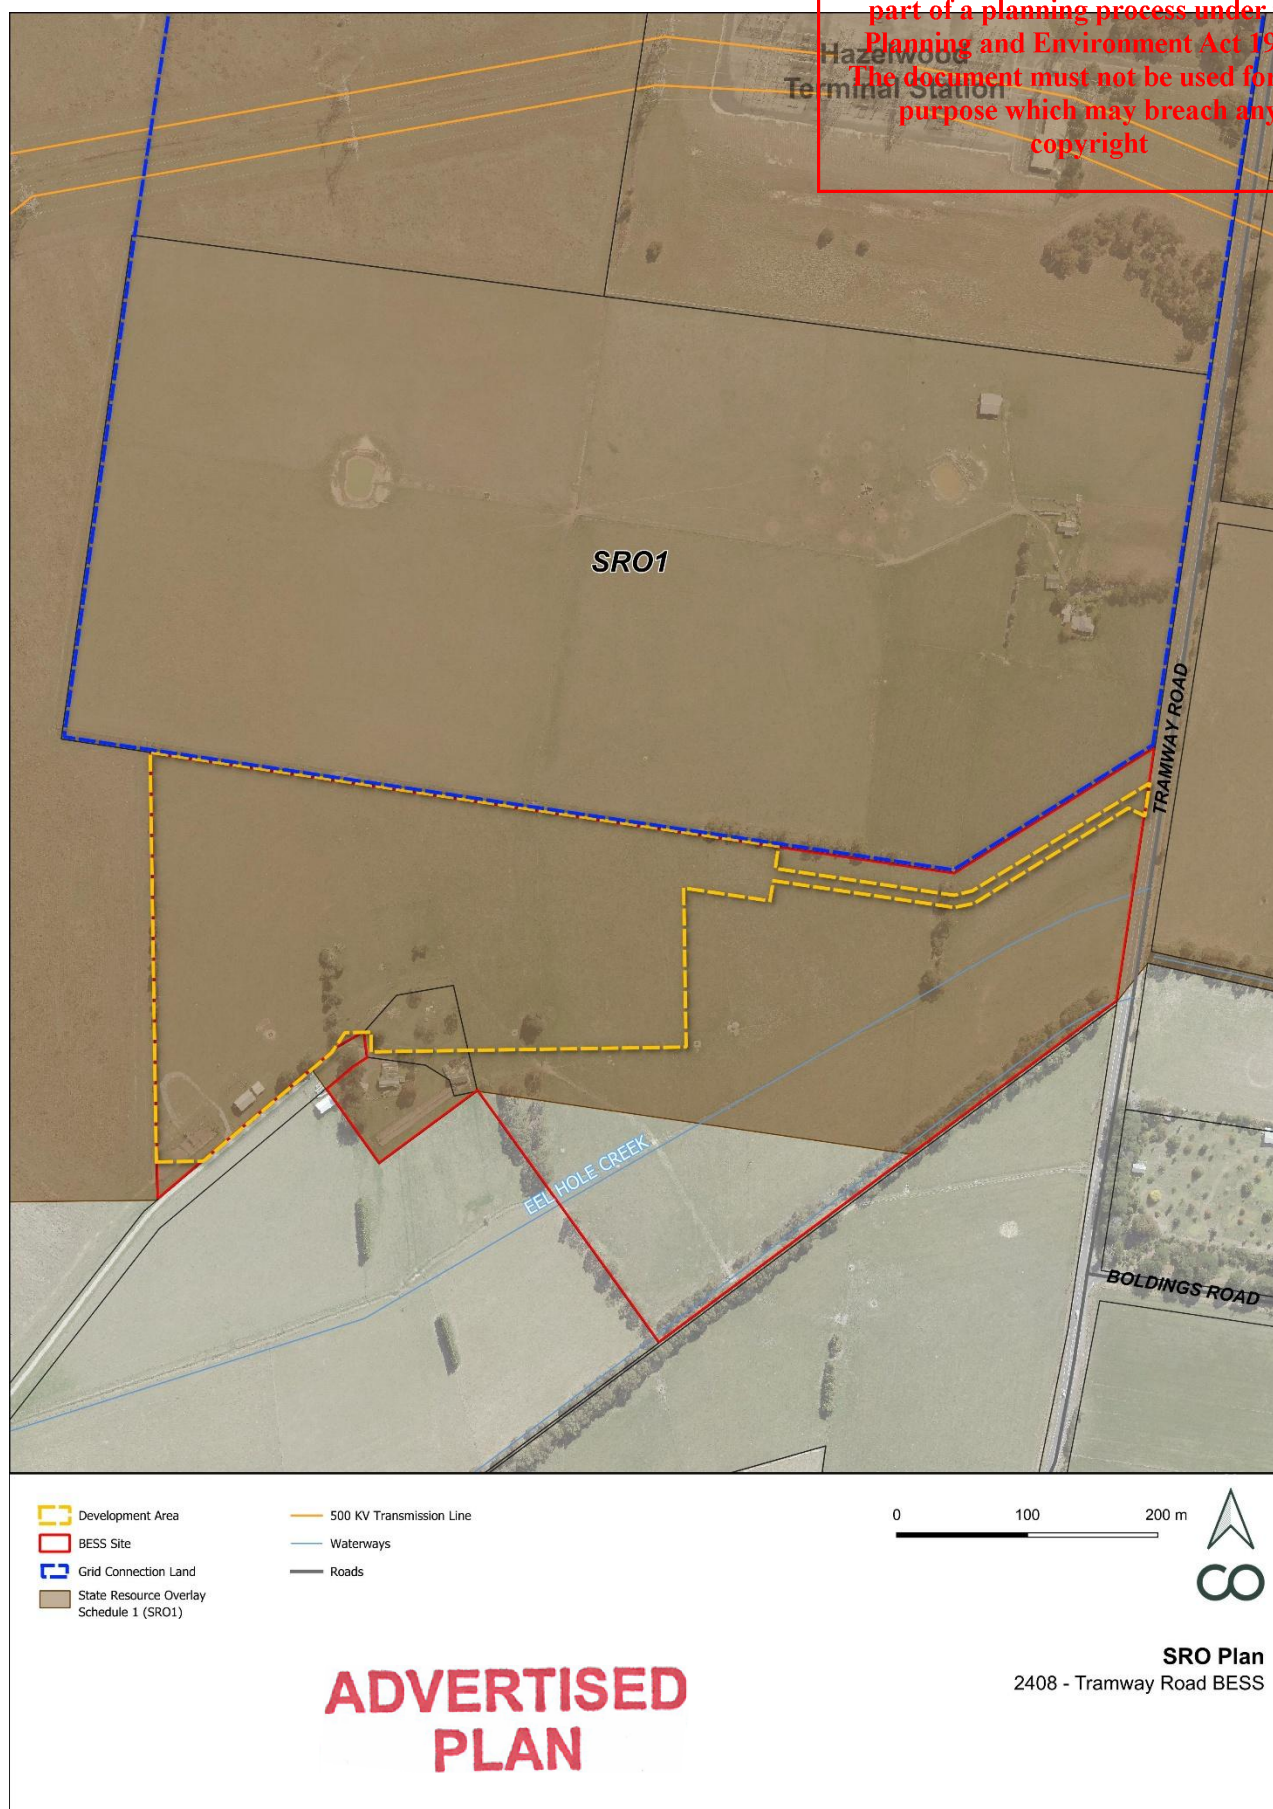 part of a planning process under
Planning and Environment Act 19
The document must not be used for
purpose which may breach any
copyright
Hazelwood
Terminal Station
SRO1
TRAMWAY ROAD
EEL HOLE CREEK
BOLDINGS ROAD
Development Area
BESS Site
Grid Connection Land
State Resource Overlay
Schedule 1 (SRO1)
500 KV Transmission Line
Waterways
Roads
0 100 200 m
CO
SRO Plan
2408 - Tramway Road BESS
ADVERTISED
PLAN